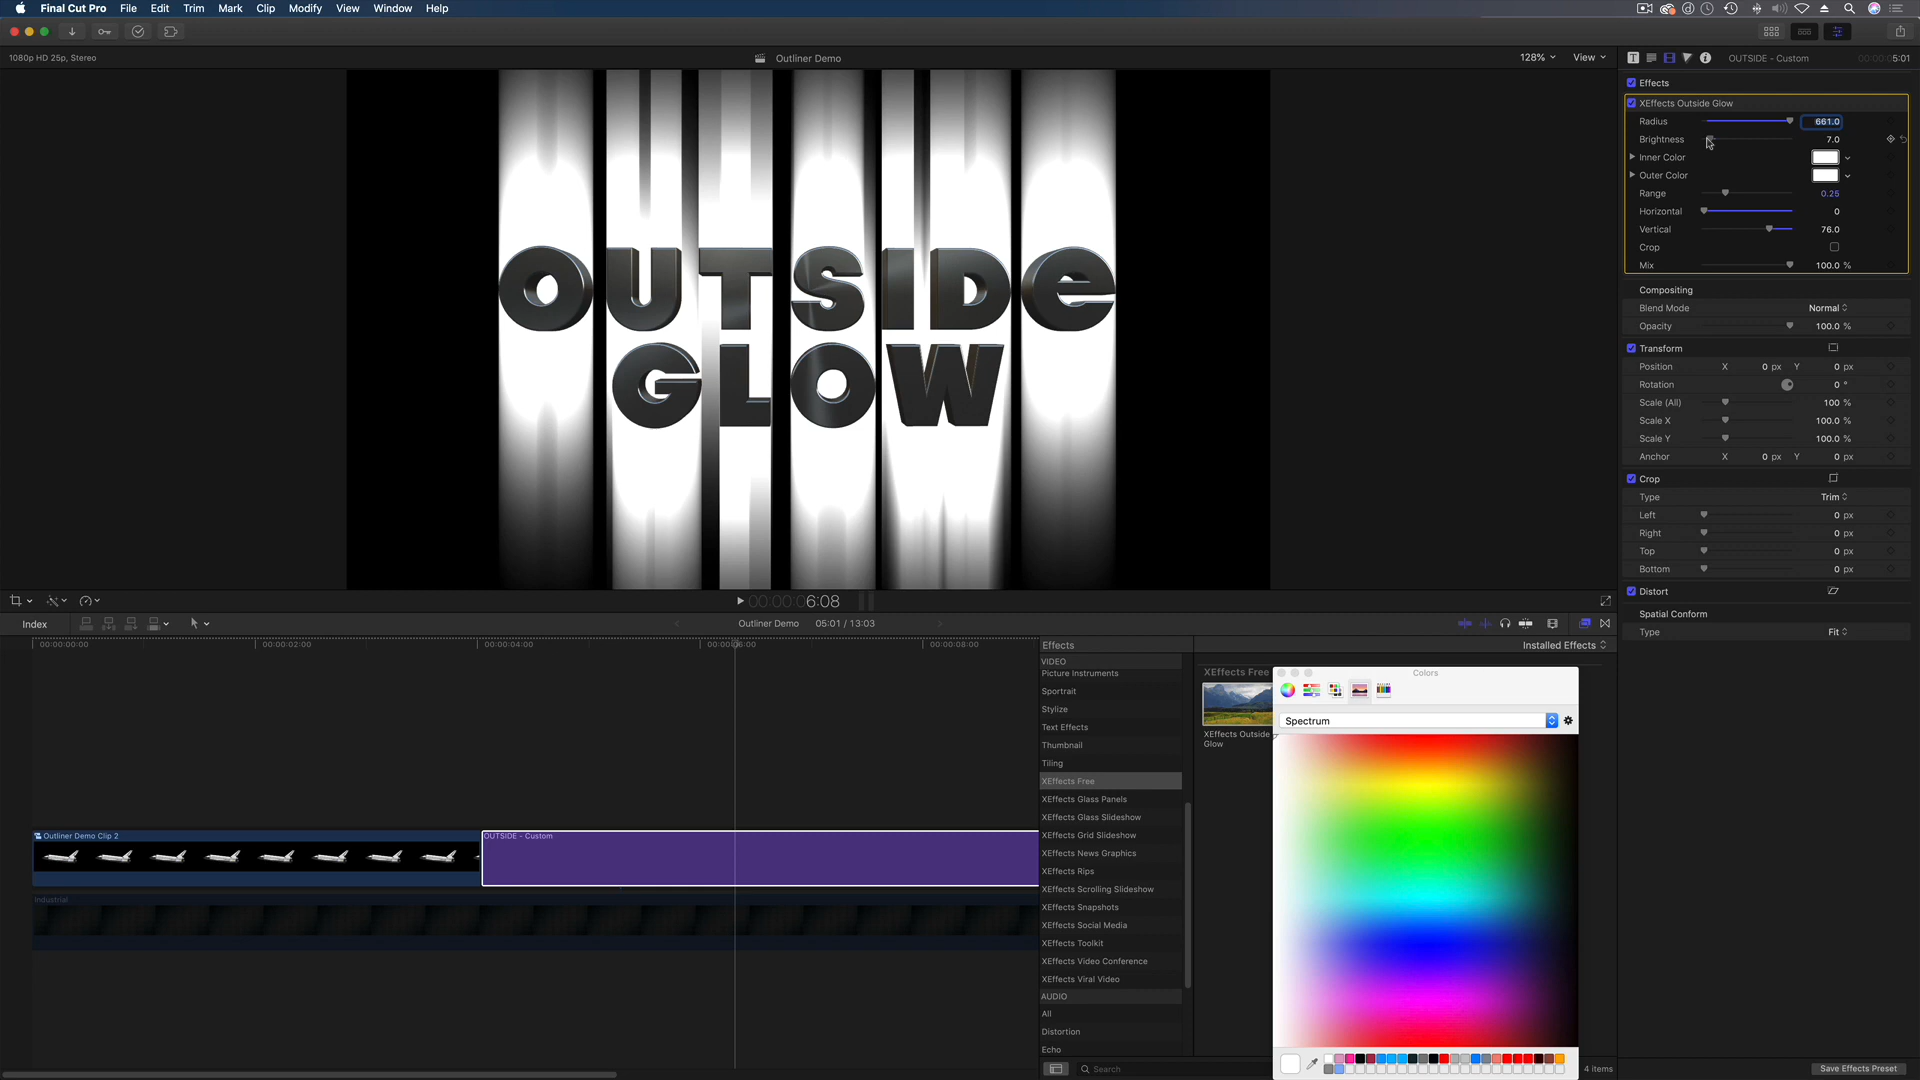 Final Cut Pro File Edit Trim Mark Clip Modify View Window Help
1080p HD 25p, Stereo
Outliner Demo
128%
View
OUTSIDE - Custom
5:01
Effects
XEffects Outside Glow
Radius 661.0
Brightness 7.0
Inner Color
Outer Color
Range 0.25
Horizontal 0
Vertical 76.0
Crop
Mix 100.0 %
Compositing
Blend Mode Normal
Opacity 100.0 %
Transform
Position X 0 px Y 0 px
Rotation 0 °
Scale (All) 100 %
Scale X 100.0 %
Scale Y 100.0 %
Anchor X 0 px Y 0 px
Crop
Type Trim
Left 0 px
Right 0 px
Top 0 px
Bottom 0 px
Distort
Spatial Conform
Type Fit
Save Effects Preset
OUTSIDe
GLOW
00:00:06:08
Index
Outliner Demo 05:01 / 13:03
00:00:00:00 00:00:02:00 00:00:04:00 00:00:06:00 00:00:08:00
Outliner Demo Clip 2
OUTSIDE - Custom
Industrial
Effects
Installed Effects
VIDEO
Picture Instruments
Sportrait
Stylize
Text Effects
Thumbnail
Tiling
XEffects Free
XEffects Glass Panels
XEffects Glass Slideshow
XEffects Grid Slideshow
XEffects News Graphics
XEffects Rips
XEffects Scrolling Slideshow
XEffects Snapshots
XEffects Social Media
XEffects Toolkit
XEffects Video Conference
XEffects Viral Video
AUDIO
All
Distortion
Echo
XEffects Free
XEffects Outside
Glow
Search
4 items
Colors
Spectrum